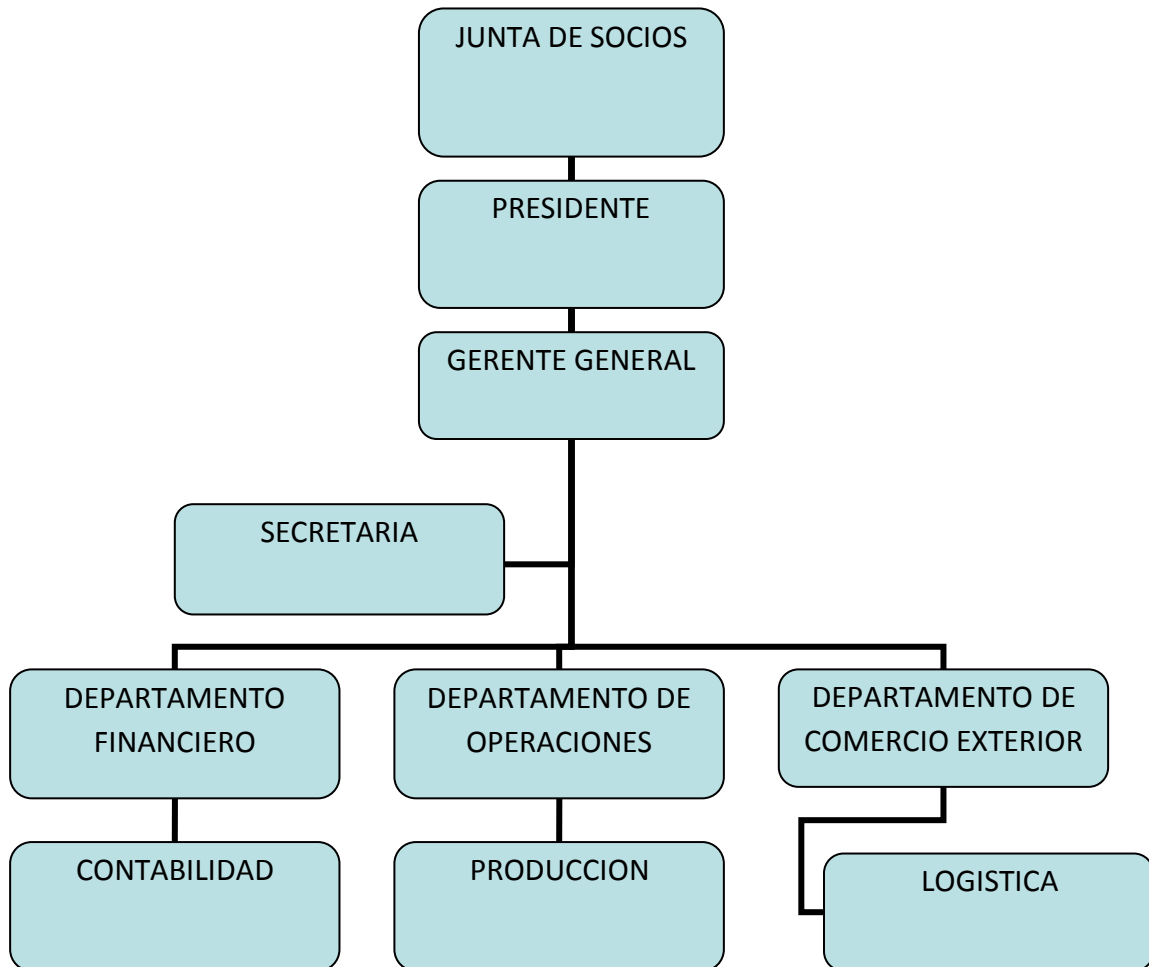 JUNTA DE SOCIOS
PRESIDENTE
GERENTE GENERAL
SECRETARIA
DEPARTAMENTO
FINANCIERO
DEPARTAMENTO DE
OPERACIONES
DEPARTAMENTO DE
COMERCIO EXTERIOR
CONTABILIDAD
PRODUCCION
LOGISTICA